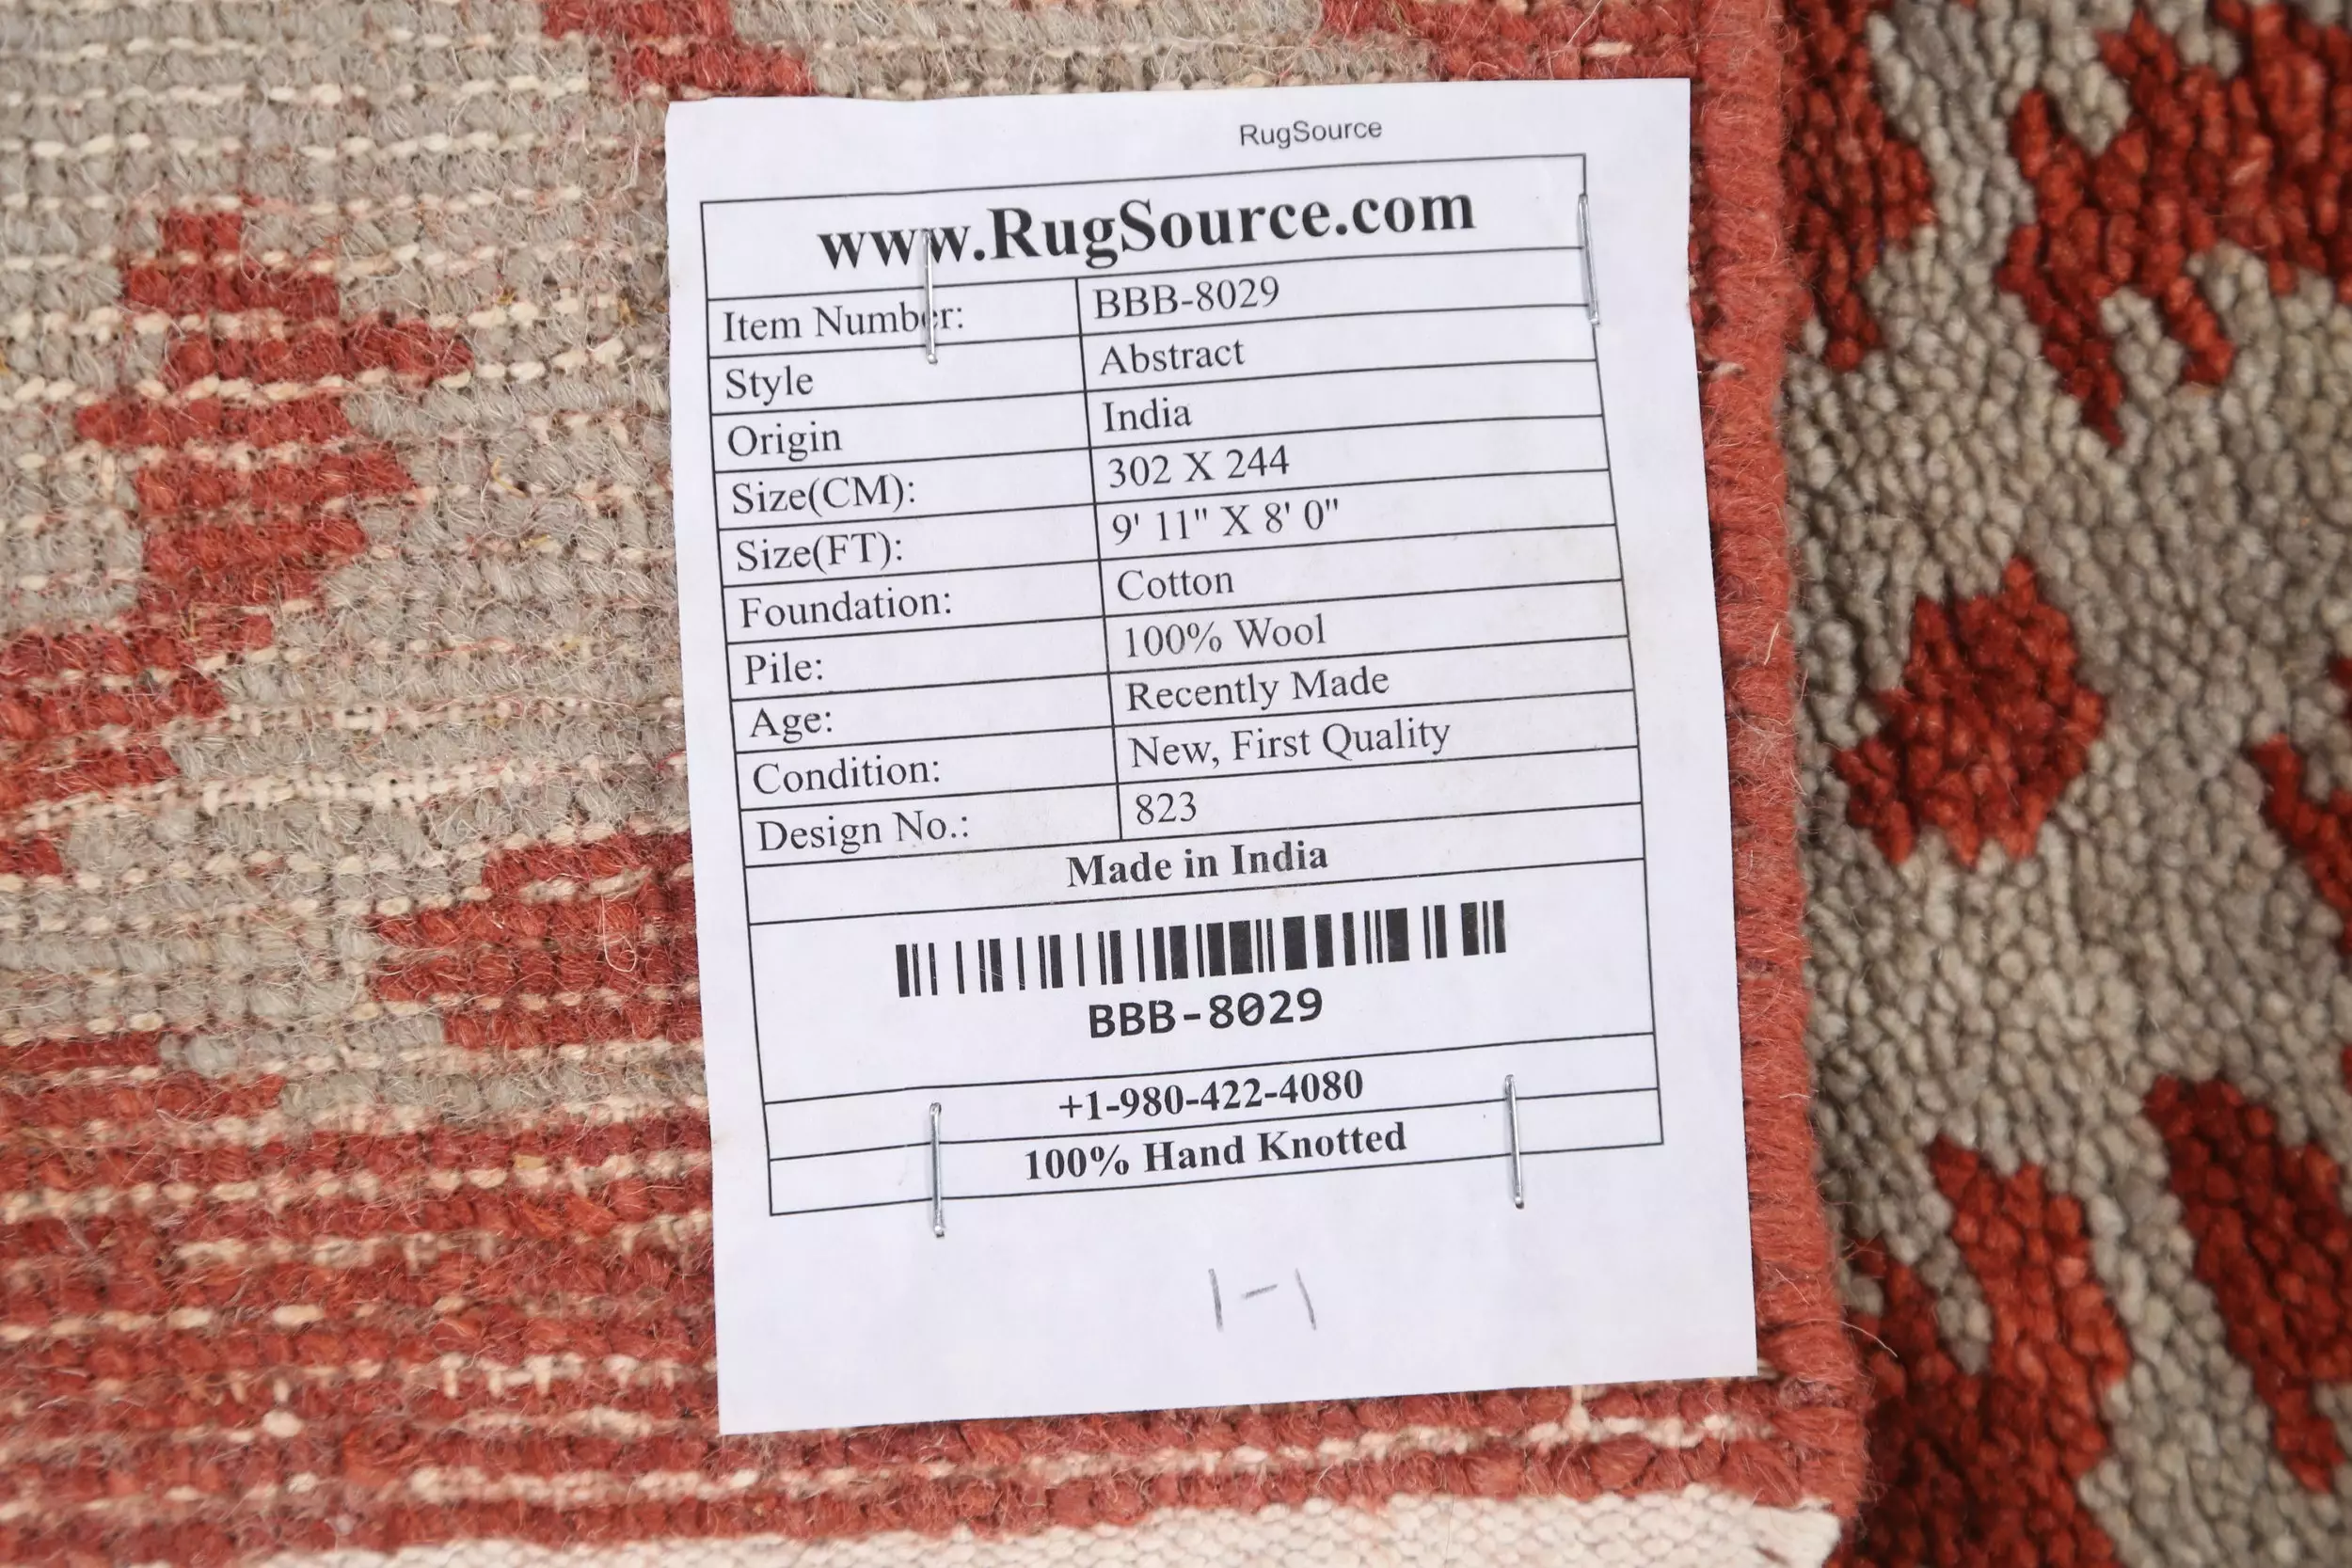 RugSource
www.RugSource.com
Item Number: BBB-8029
Style Abstract
Origin India
Size(CM): 302 X 244
Size(FT): 9' 11" X 8' 0"
Foundation: Cotton
Pile: 100% Wool
Age: Recently Made
Condition: New, First Quality
Design No.: 823
Made in India
BBB-8029
+1-980-422-4080
100% Hand Knotted
1-1